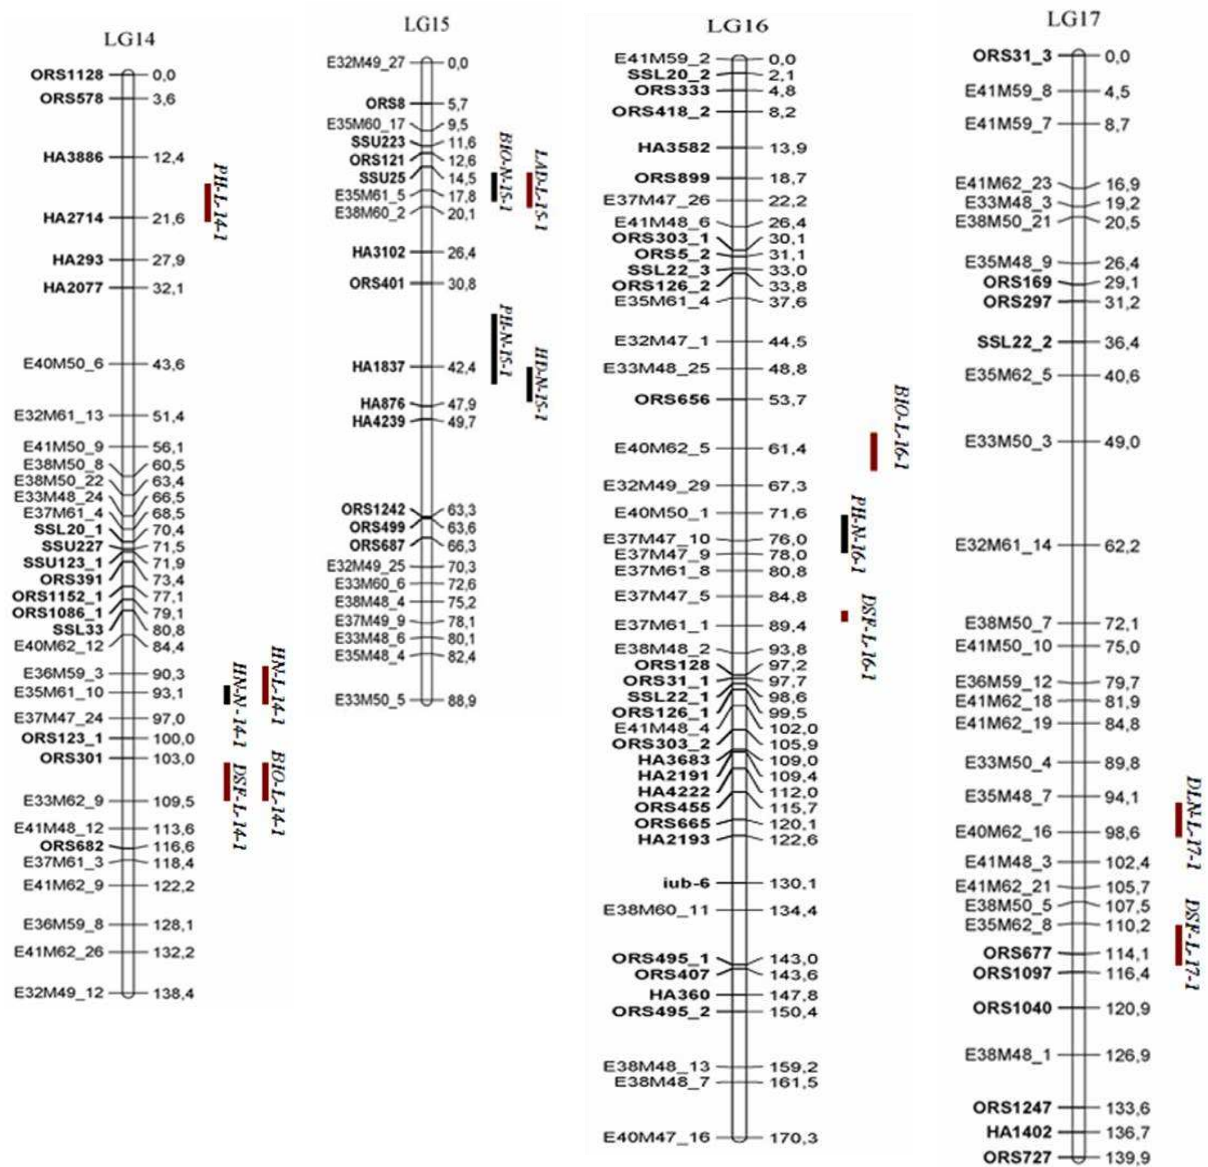 LG14
ORS1128 0,0
ORS578 3,6
HA3886 12,4
HA2714 21,6
HA293 27,9
HA2077 32,1
E40M50_6 43,6
E32M61_13 51,4
E41M50_9 56,1
E38M50_8 60,5
E38M50_22 63,4
E33M48_24 66,5
E37M61_4 68,5
SSL20_1 70,4
SSU227 71,5
SSU123_1 71,9
ORS391 73,4
ORS1152_1 77,1
ORS1086_1 79,1
SSL33 80,8
E40M62_12 84,4
E36M59_3 90,3
E35M61_10 93,1
E37M47_24 97,0
ORS123_1 100,0
ORS301 103,0
E33M62_9 109,5
E41M48_12 113,6
ORS682 116,6
E37M61_3 118,4
E41M62_9 122,2
E36M59_8 128,1
E41M62_26 132,2
E32M49_12 138,4
PH-L-14-1
HN-N-14-1
HN-L-14-1
DSF-L-14-1
BIO-L-14-1
LG15
E32M49_27 0,0
ORS8 5,7
E35M60_17 9,5
SSU223 11,6
ORS121 12,6
SSU25 14,5
E35M61_5 17,8
E38M60_2 20,1
HA3102 26,4
ORS401 30,8
HA1837 42,4
HA876 47,9
HA4239 49,7
ORS1242 63,3
ORS499 63,6
ORS687 66,3
E32M49_25 70,3
E33M60_6 72,6
E38M48_4 75,2
E37M49_9 78,1
E33M48_6 80,1
E35M48_4 82,4
E33M50_5 88,9
BIO-N-15-1
LAD-L-15-1
PH-N-15-1
HD-N-15-1
LG16
E41M59_2 0,0
SSL20_2 2,1
ORS333 4,8
ORS418_2 8,2
HA3582 13,9
ORS899 18,7
E37M47_26 22,2
E41M48_6 26,4
ORS303_1 30,1
ORS5_2 31,1
SSL22_3 33,0
ORS126_2 33,8
E35M61_4 37,6
E32M47_1 44,5
E33M48_25 48,8
ORS656 53,7
E40M62_5 61,4
E32M49_29 67,3
E40M50_1 71,6
E37M47_10 76,0
E37M47_9 78,0
E37M61_8 80,8
E37M47_5 84,8
E37M61_1 89,4
E38M48_2 93,8
ORS128 97,2
ORS31_1 97,7
SSL22_1 98,6
ORS126_1 99,5
E41M48_4 102,0
ORS303_2 105,9
HA3683 109,0
HA2191 109,4
HA4222 112,0
ORS455 115,7
ORS665 120,1
HA2193 122,6
iub-6 130,1
E38M60_11 134,4
ORS495_1 143,0
ORS407 143,6
HA360 147,8
ORS495_2 150,4
E38M48_13 159,2
E38M48_7 161,5
E40M47_16 170,3
BIO-L-16-1
PH-N-16-1
DSF-L-16-1
LG17
ORS31_3 0,0
E41M59_8 4,5
E41M59_7 8,7
E41M62_23 16,9
E33M48_3 19,2
E38M50_21 20,5
E35M48_9 26,4
ORS169 29,1
ORS297 31,2
SSL22_2 36,4
E35M62_5 40,6
E33M50_3 49,0
E32M61_14 62,2
E38M50_7 72,1
E41M50_10 75,0
E36M59_12 79,7
E41M62_18 81,9
E41M62_19 84,8
E33M50_4 89,8
E35M48_7 94,1
E40M62_16 98,6
E41M48_3 102,4
E41M62_21 105,7
E38M50_5 107,5
E35M62_8 110,2
ORS677 114,1
ORS1097 116,4
ORS1040 120,9
E38M48_1 126,9
ORS1247 133,6
HA1402 136,7
ORS727 139,9
DLN-L-17-1
DSF-L-17-1